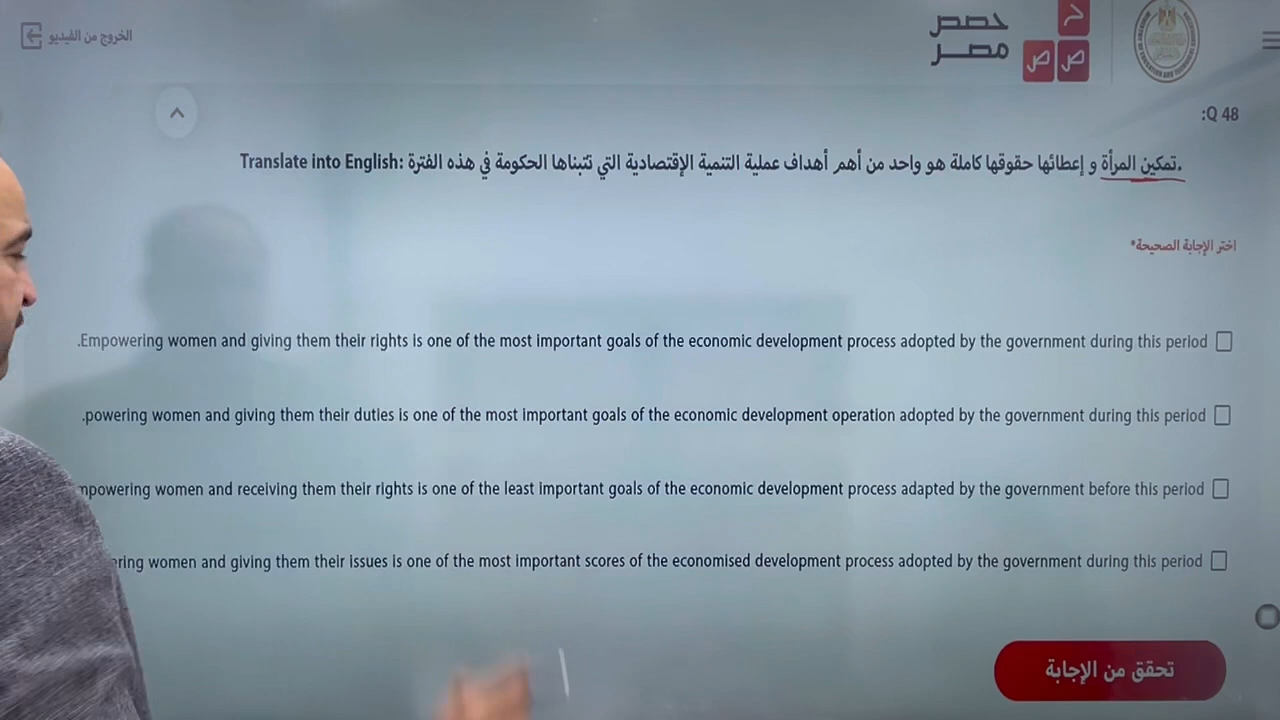 الخروج من الفيديو
حصص
مصر
ح
ص ص
Q 48:
Translate into English: تمكين المرأة و إعطائها حقوقها كاملة هو واحد من أهم أهداف عملية التنمية الإقتصادية التي تتبناها الحكومة في هذه الفترة.
اختر الإجابة الصحيحة*
Empowering women and giving them their rights is one of the most important goals of the economic development process adopted by the government during this period.
powering women and giving them their duties is one of the most important goals of the economic development operation adopted by the government during this period.
women and receiving them their rights is one of the least important goals of the economic development process adapted by the government before this period
women and giving them their issues is one of the most important scores of the economised development process adopted by the government during this period
تحقق من الإجابة